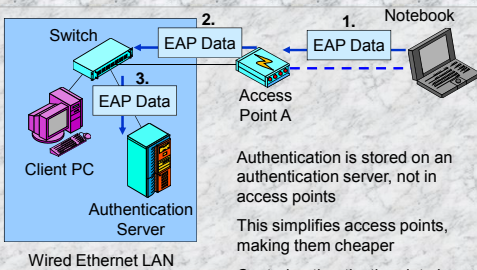 Notebook
2.
1.
Switch
EAP Data
EAP Data
3.
EAP Data
Access
Point A
Client PC
Authentication
Server
Wired Ethernet LAN
Authentication is stored on an
authentication server, not in
access points
This simplifies access points,
making them cheaper